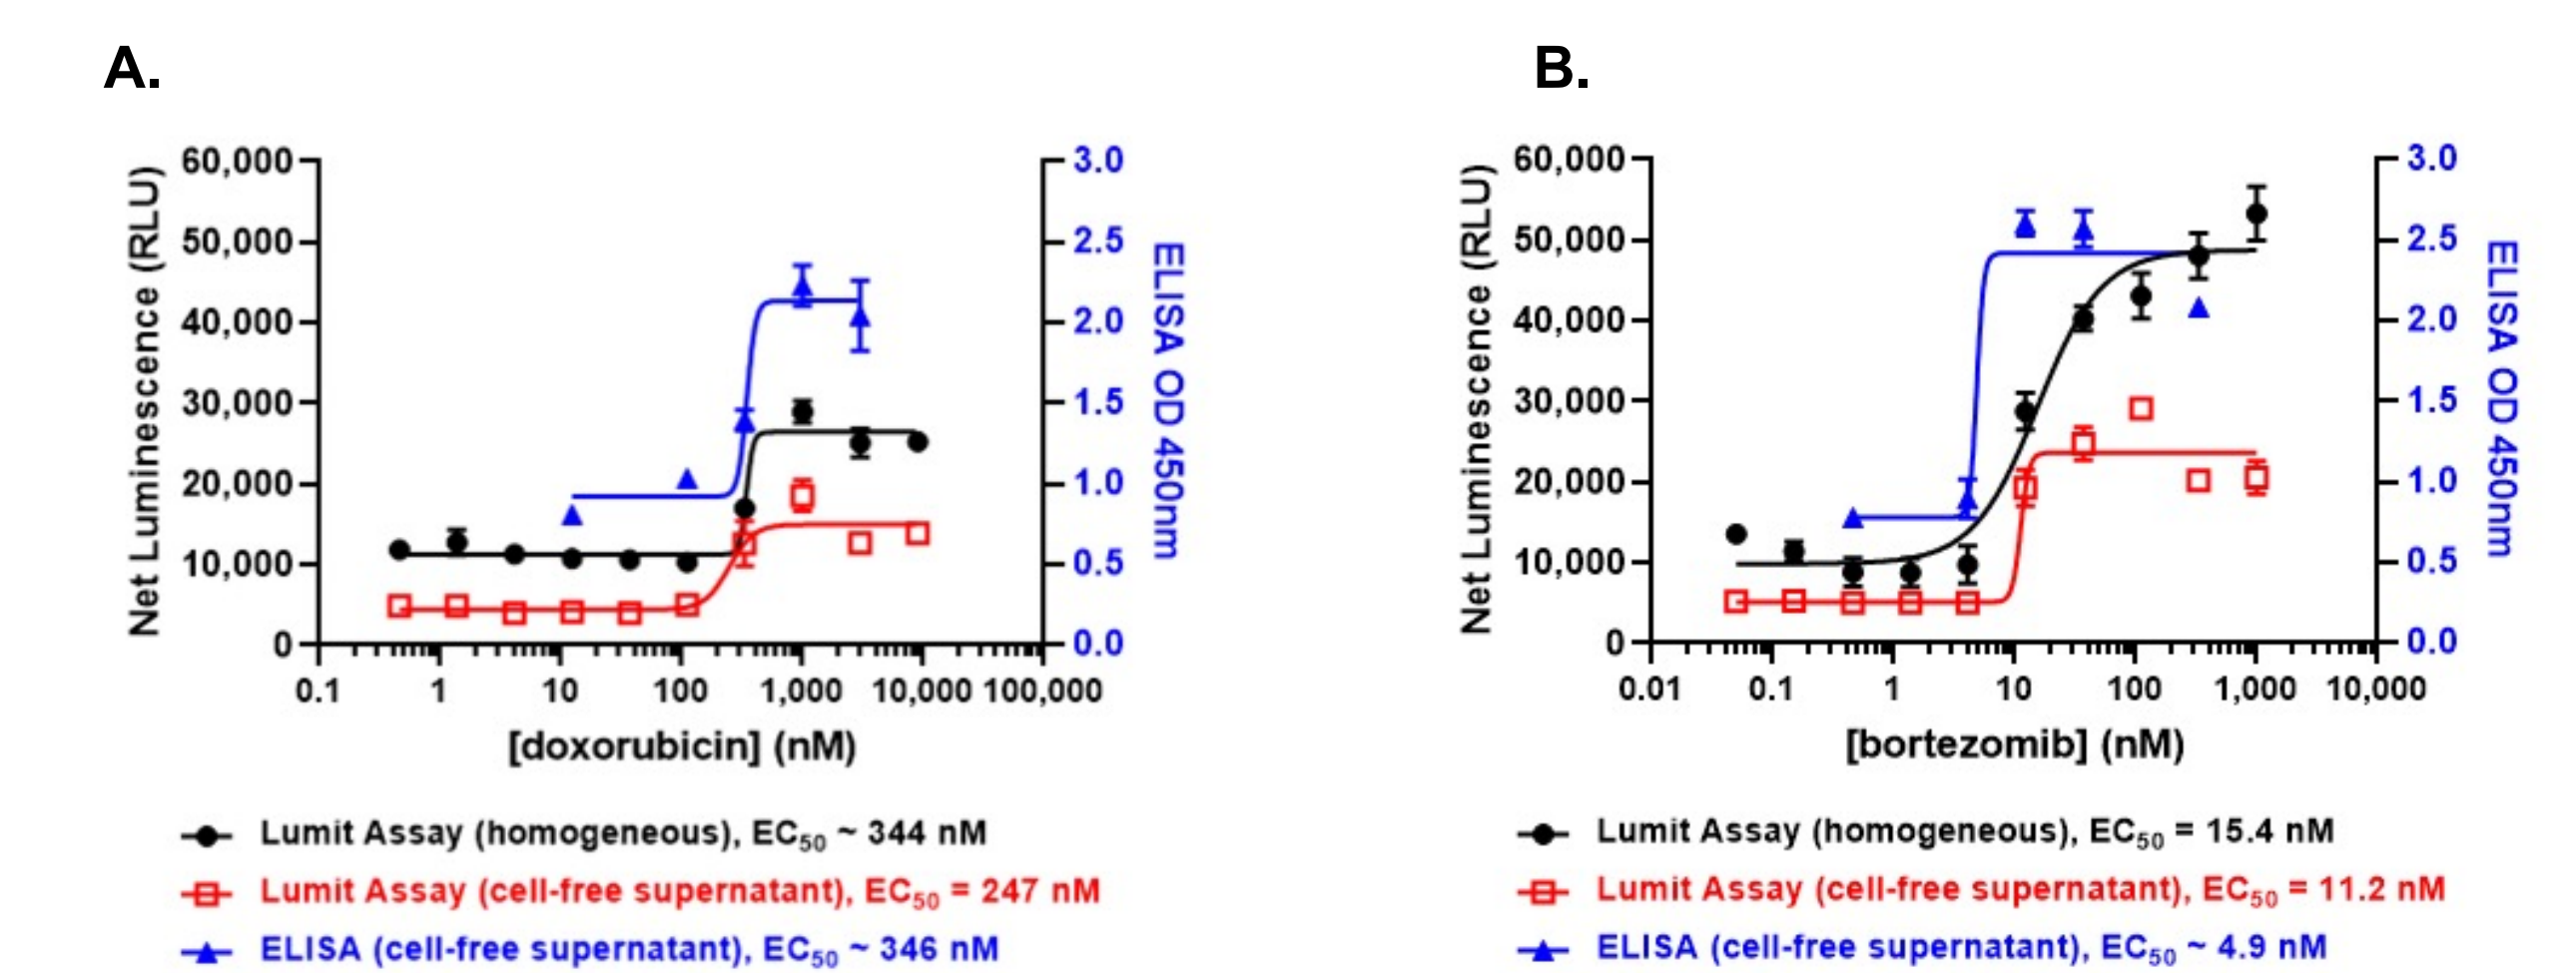 A.
Net Luminescence (RLU)
60,000
50,000
40,000
30,000
20,000
10,000
0
3.0
2.5
2.0
1.5
1.0
0.5
0.0
ELISA OD 450nm
0.1 1 10 100 1,000 10,000 100,000
[doxorubicin] (nM)
Lumit Assay (homogeneous), EC₅₀ ~ 344 nM
Lumit Assay (cell-free supernatant), EC₅₀ = 247 nM
ELISA (cell-free supernatant), EC₅₀ ~ 346 nM
B.
Net Luminescence (RLU)
60,000
50,000
40,000
30,000
20,000
10,000
0
3.0
2.5
2.0
1.5
1.0
0.5
0.0
ELISA OD 450nm
0.01 0.1 1 10 100 1,000 10,000
[bortezomib] (nM)
Lumit Assay (homogeneous), EC₅₀ = 15.4 nM
Lumit Assay (cell-free supernatant), EC₅₀ = 11.2 nM
ELISA (cell-free supernatant), EC₅₀ ~ 4.9 nM